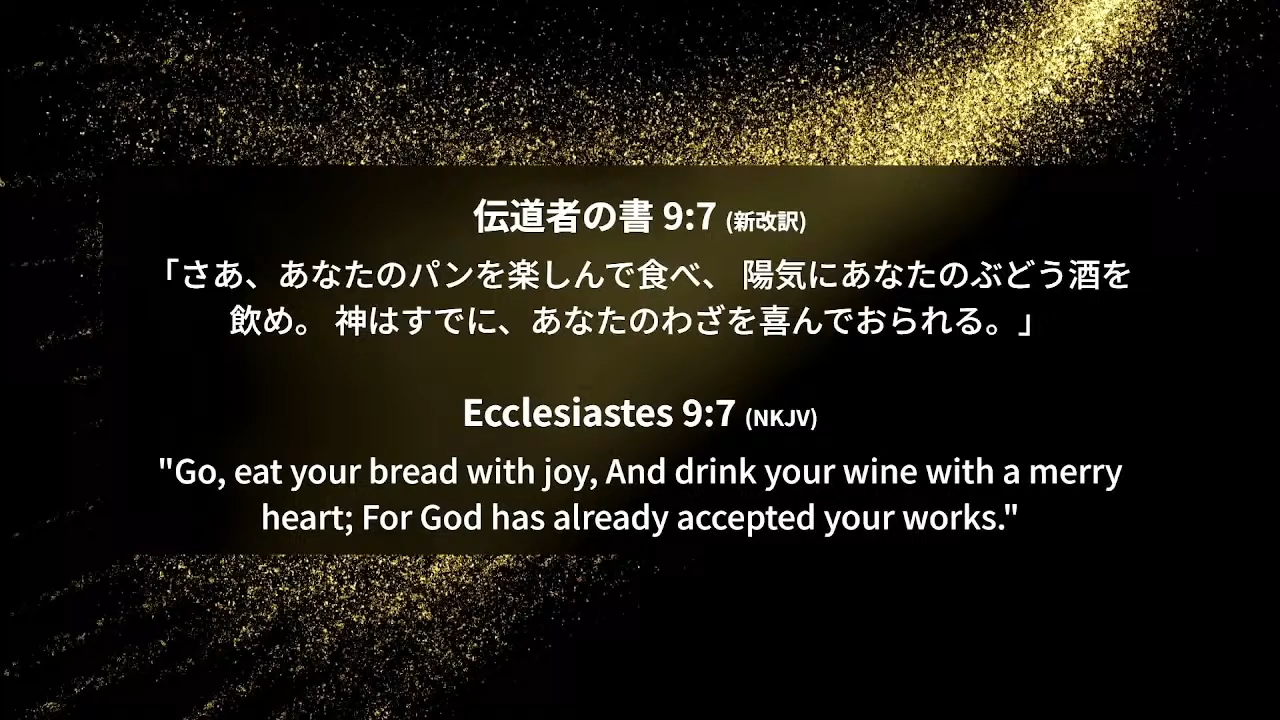 伝道者の書 9:7 (新改訳)
「さあ、あなたのパンを楽しんで食べ、 陽気にあなたのぶどう酒を
飲め。 神はすでに、あなたのわざを喜んでおられる。」
Ecclesiastes 9:7 (NKJV)
"Go, eat your bread with joy, And drink your wine with a merry
heart; For God has already accepted your works."